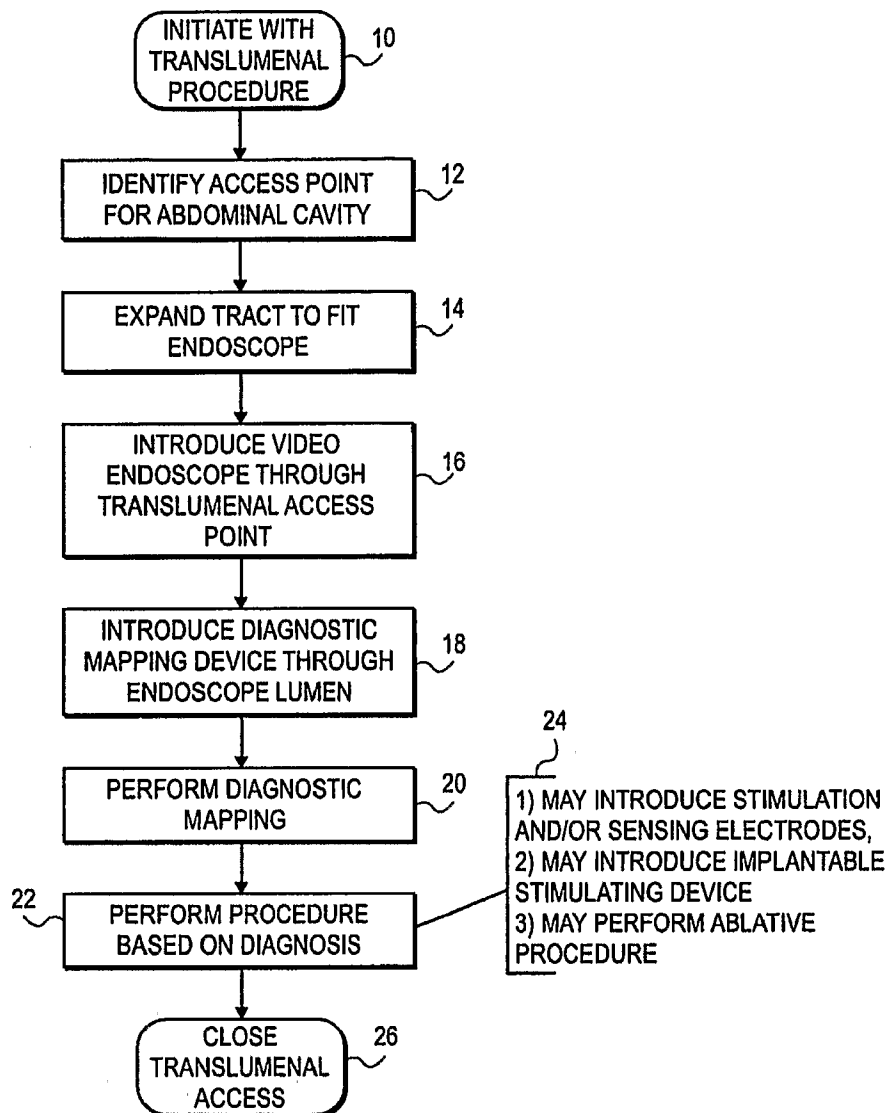 INITIATE WITH
TRANSLUMENAL
PROCEDURE
10
IDENTIFY ACCESS POINT
FOR ABDOMINAL CAVITY
12
EXPAND TRACT TO FIT
ENDOSCOPE
14
INTRODUCE VIDEO
ENDOSCOPE THROUGH
TRANSLUMENAL ACCESS
POINT
16
INTRODUCE DIAGNOSTIC
MAPPING DEVICE THROUGH
ENDOSCOPE LUMEN
18
PERFORM DIAGNOSTIC
MAPPING
20
22
PERFORM PROCEDURE
BASED ON DIAGNOSIS
24
1) MAY INTRODUCE STIMULATION
AND/OR SENSING ELECTRODES,
2) MAY INTRODUCE IMPLANTABLE
STIMULATING DEVICE
3) MAY PERFORM ABLATIVE
PROCEDURE
CLOSE
TRANSLUMENAL
ACCESS
26